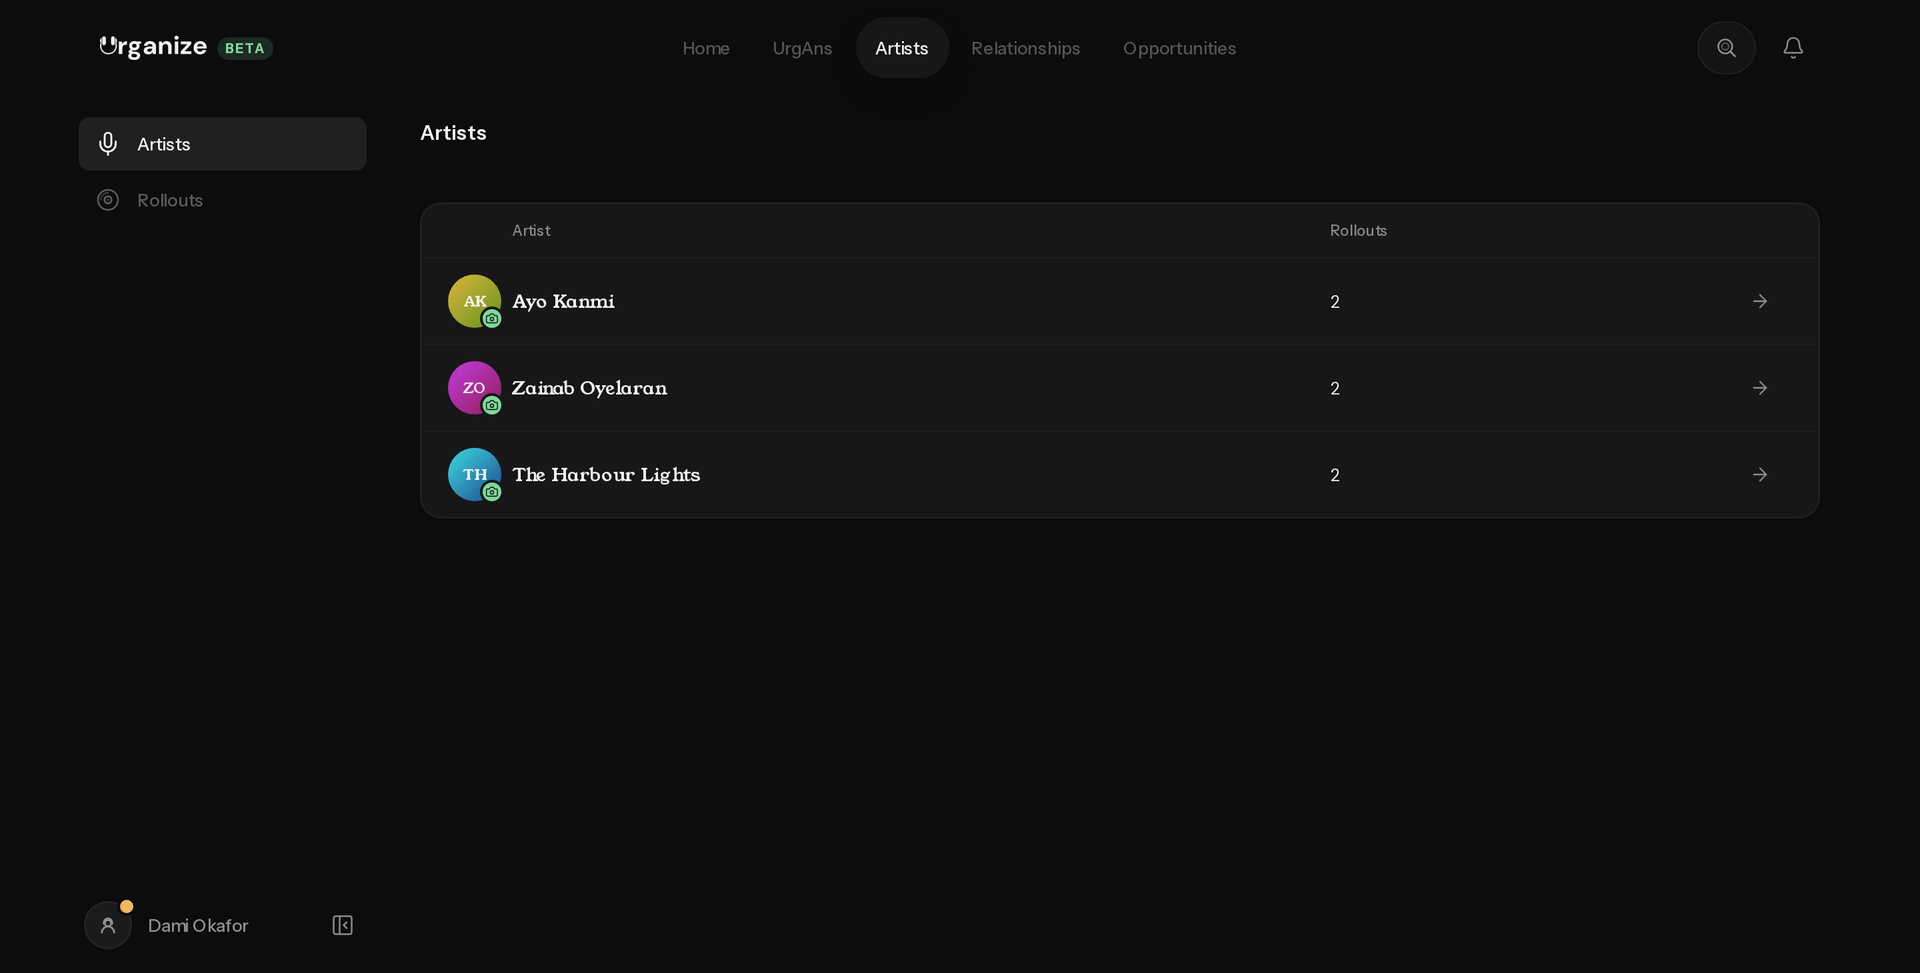 Urganize BETA
Home UrgAns Artists Relationships Opportunities
Artists
Rollouts
Artists
Artist Rollouts
AK Ayo Kanmi 2
ZO Zainab Oyelaran 2
TH The Harbour Lights 2
Dami Okafor